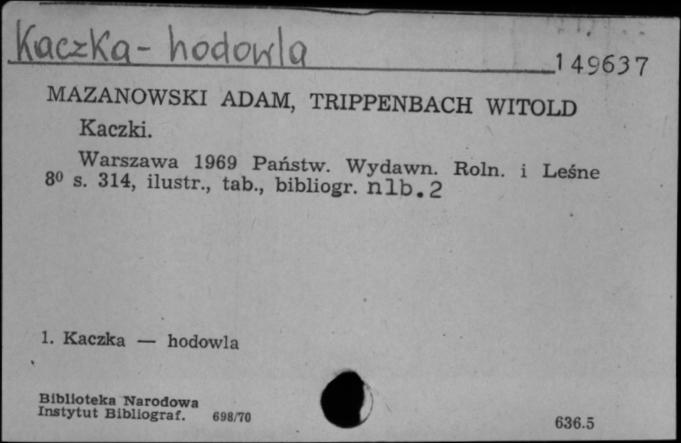 Kaczka - hodowla
149637
MAZANOWSKI ADAM, TRIPPENBACH WITOLD
Kaczki.
Warszawa 1969 Państw. Wydawn. Roln. i Leśne
8⁰ s. 314, ilustr., tab., bibliogr. nlb. 2
1. Kaczka — hodowla
Biblioteka Narodowa
Instytut Bibliograf. 698/70
636.5